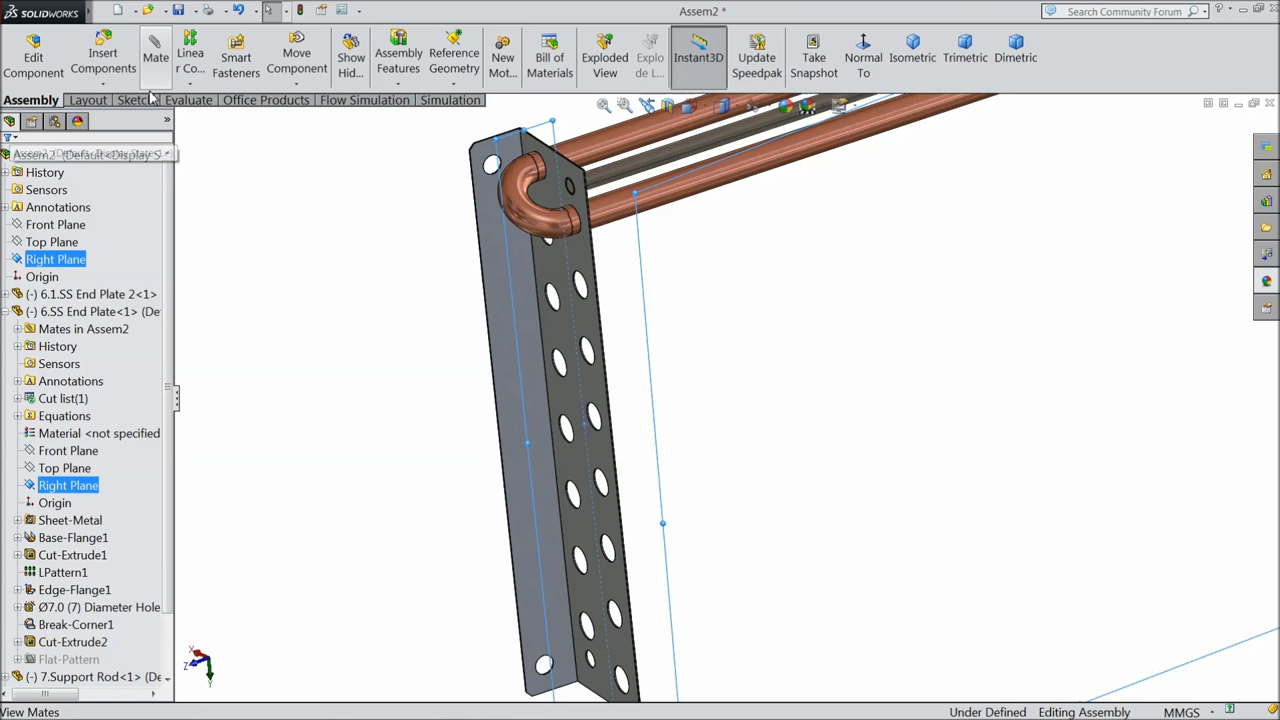 SOLIDWORKS
Assem2 *
Search Community Forum
Edit Component
Insert Components
Mate
Linea r Co...
Smart Fasteners
Move Component
Show Hid...
Assembly Features
Reference Geometry
New Mot...
Bill of Materials
Exploded View
Explo de L...
Instant3D
Update Speedpak
Take Snapshot
Normal To
Isometric
Trimetric
Dimetric
Assembly
Layout
Sketch
Evaluate
Office Products
Flow Simulation
Simulation
Assem2 (Default<Display S
History
Sensors
Annotations
Front Plane
Top Plane
Right Plane
Origin
(-) 6.1.SS End Plate 2<1>
(-) 6.SS End Plate<1> (De
Mates in Assem2
History
Sensors
Annotations
Cut list(1)
Equations
Material <not specified
Front Plane
Top Plane
Right Plane
Origin
Sheet-Metal
Base-Flange1
Cut-Extrude1
LPattern1
Edge-Flange1
Ø7.0 (7) Diameter Hole
Break-Corner1
Cut-Extrude2
Flat-Pattern
(-) 7.Support Rod<1> (De
X
Z
Y
View Mates
Under Defined
Editing Assembly
MMGS